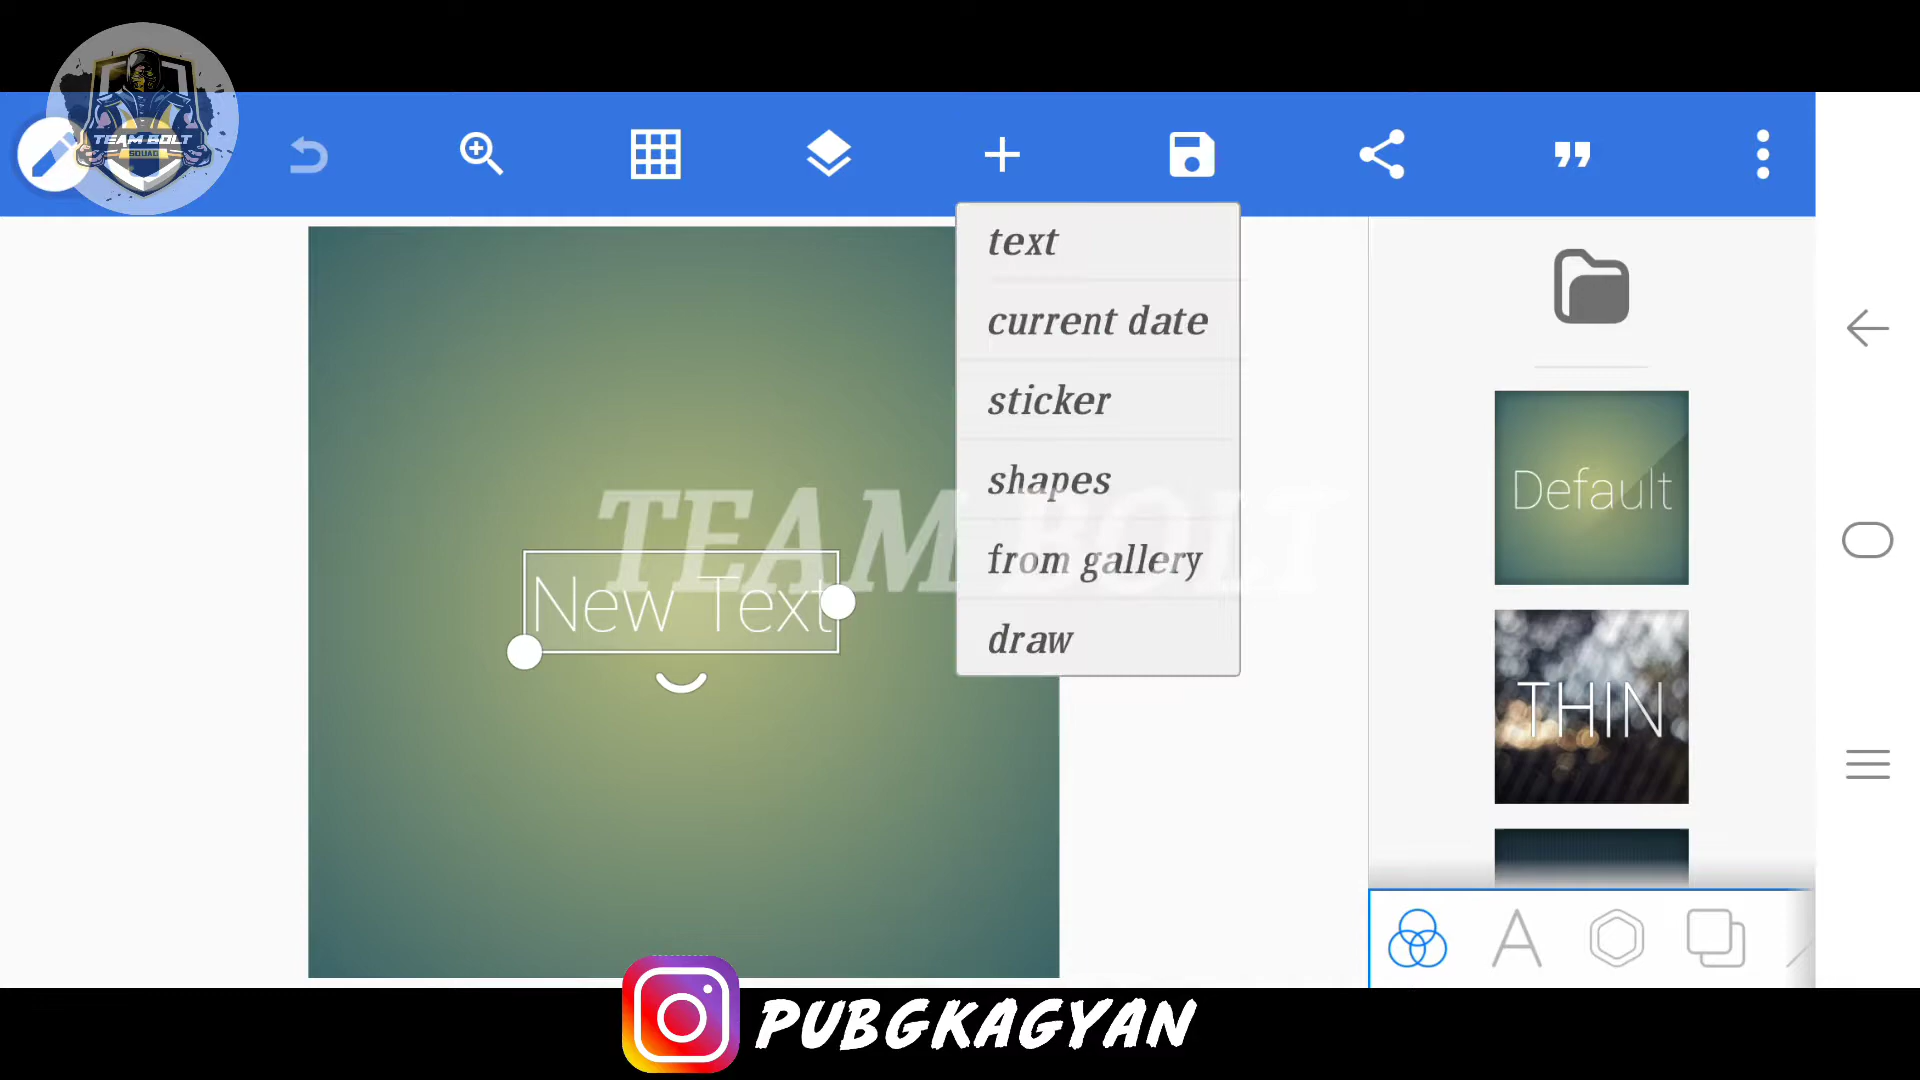 TEAM BOLT
SQUAD
text
current date
sticker
shapes
from gallery
draw
TEAM BOLT
New Text
Default
THIN
PUBGKAGYAN